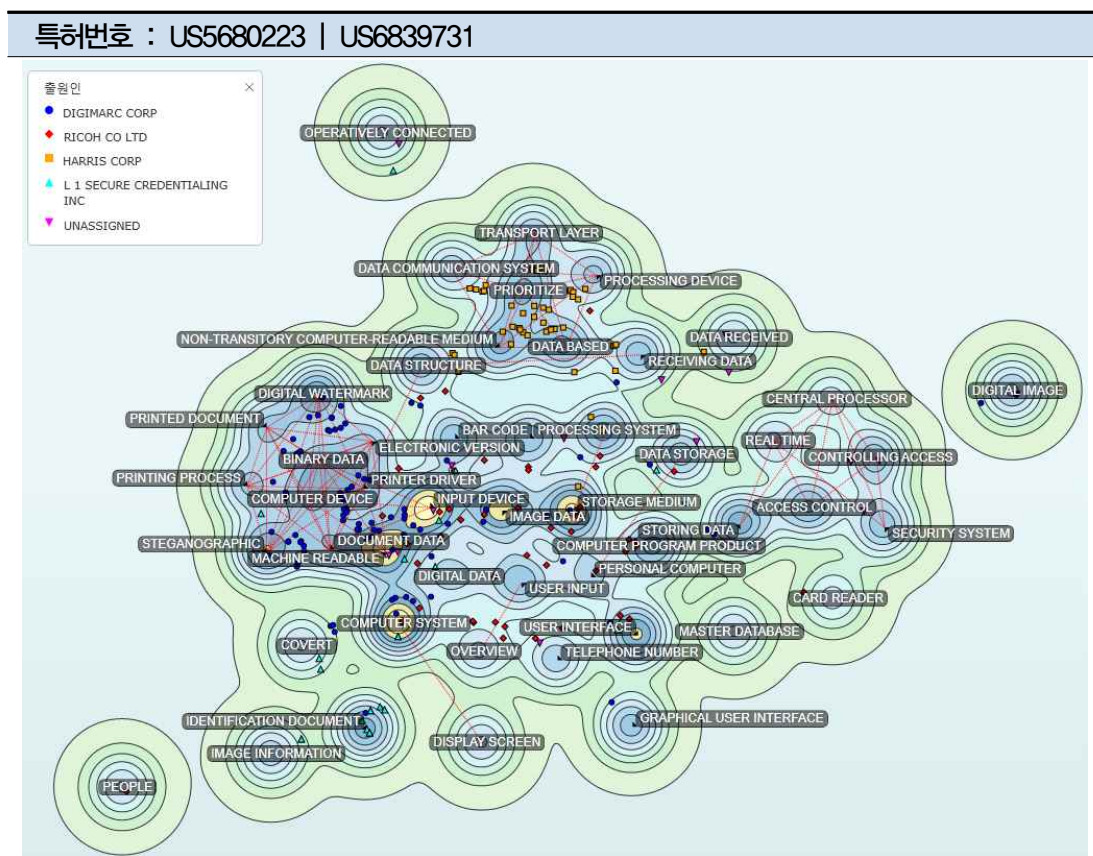 특허번호 : US5680223 | US6839731
출원인
DIGIMARC CORP
RICOH CO LTD
HARRIS CORP
L 1 SECURE CREDENTIALING
INC
UNASSIGNED
OPERATIVELY CONNECTED
TRANSPORT LAYER
DATA COMMUNICATION SYSTEM
PROCESSING DEVICE
PRIORITIZE
NON-TRANSITORY COMPUTER-READABLE MEDIUM
DATA BASED
DATA RECEIVED
RECEIVING DATA
DATA STRUCTURE
DIGITAL WATERMARK
DIGITAL IMAGE
CENTRAL PROCESSOR
PRINTED DOCUMENT
BAR CODE
PROCESSING SYSTEM
REAL TIME
ELECTRONIC VERSION
DATA STORAGE
CONTROLLING ACCESS
BINARY DATA
PRINTING PROCESS
PRINTER DRIVER
COMPUTER DEVICE
INPUT DEVICE
STORAGE MEDIUM
ACCESS CONTROL
IMAGE DATA
STORING DATA
SECURITY SYSTEM
STEGANOGRAPHIC
DOCUMENT DATA
COMPUTER PROGRAM PRODUCT
MACHINE READABLE
PERSONAL COMPUTER
DIGITAL DATA
USER INPUT
CARD READER
COMPUTER SYSTEM
USER INTERFACE
MASTER DATABASE
COVERT
OVERVIEW
TELEPHONE NUMBER
IDENTIFICATION DOCUMENT
GRAPHICAL USER INTERFACE
DISPLAY SCREEN
IMAGE INFORMATION
PEOPLE